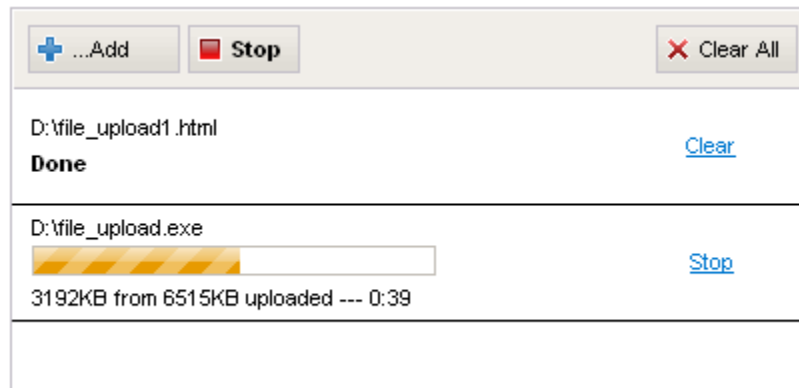 ...Add Stop Clear All
D:\file_upload1.html
Done
Clear
D:\file_upload.exe
Stop
3192KB from 6515KB uploaded --- 0:39